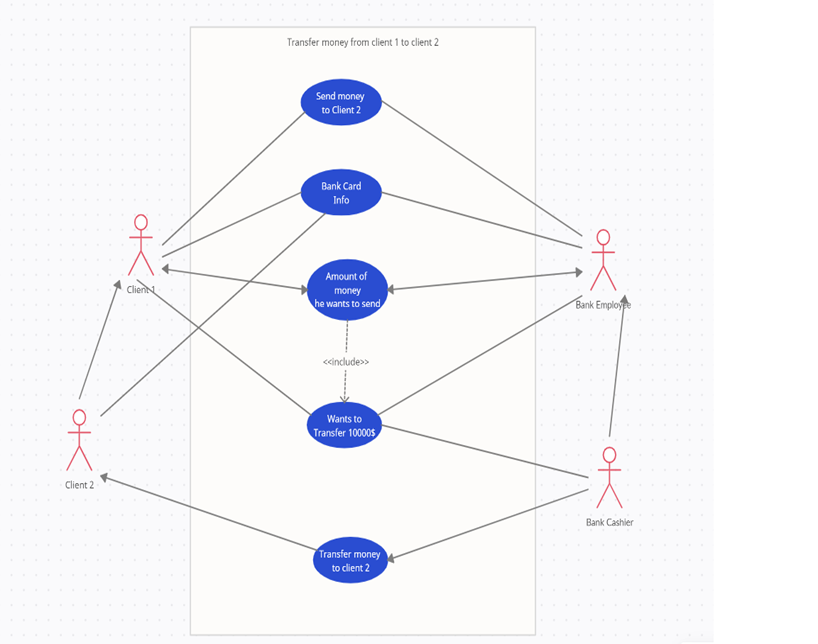 Transfer money from client 1 to client 2
Send money
to Client 2
Bank Card
Info
Client 1
Amount of
money
he wants to send
Bank Employee
<<include>>
Wants to
Transfer 10000$
Client 2
Bank Cashier
Transfer money
to client 2